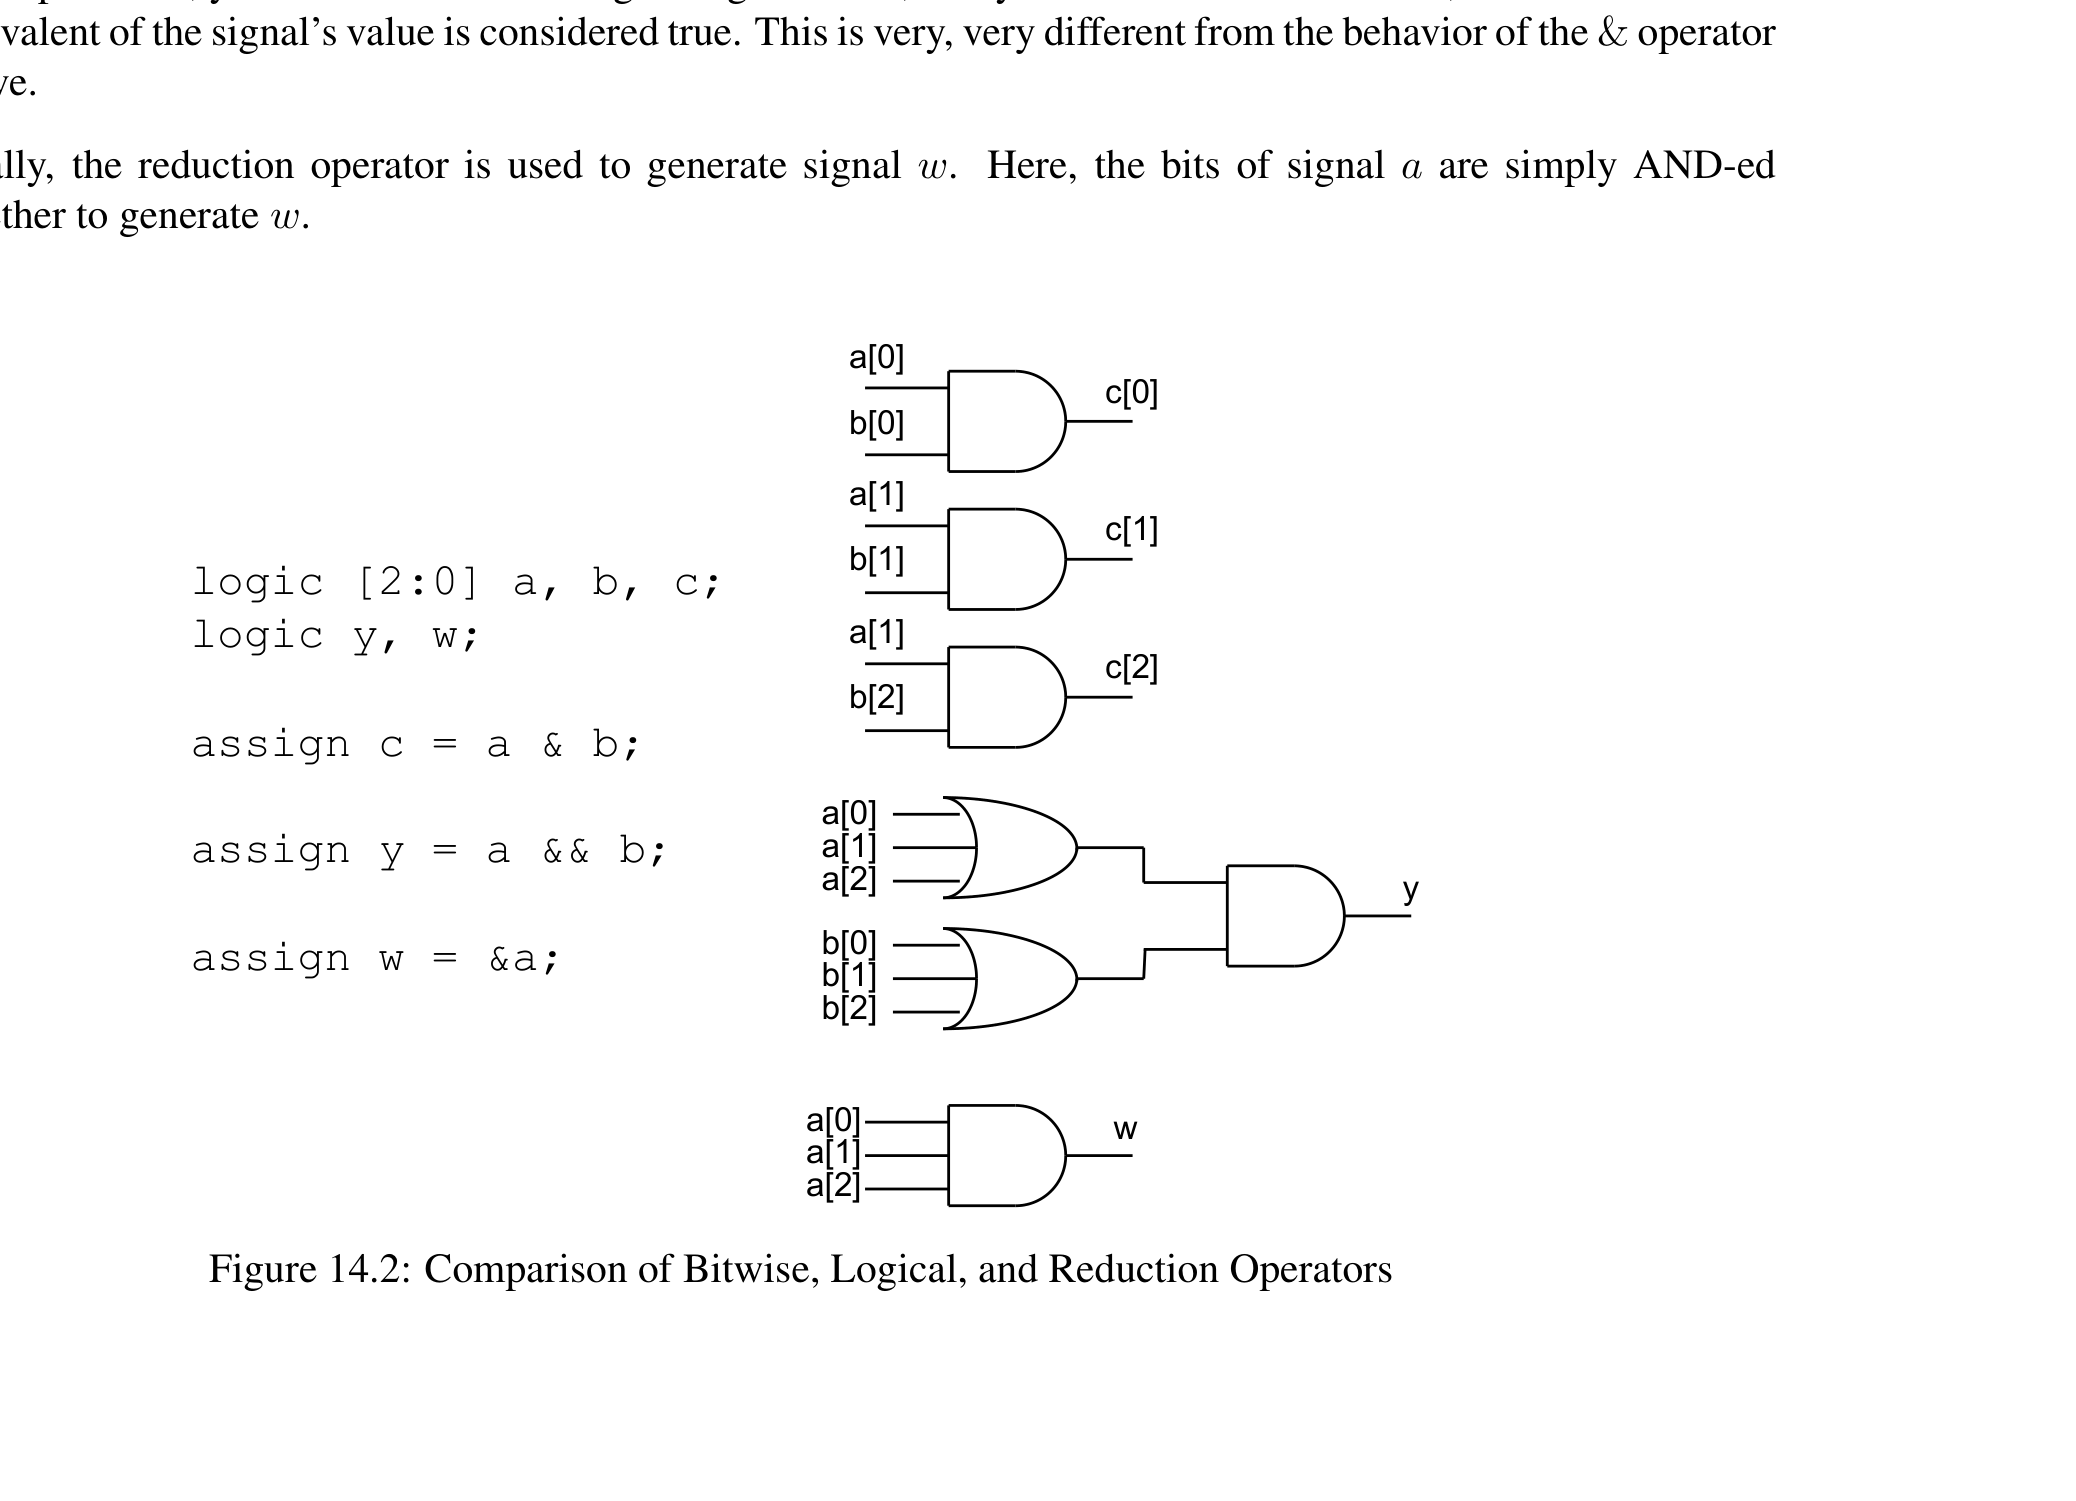 valent of the signal's value is considered true. This is very, very different from the behavior of the & operator
ve.
lly, the reduction operator is used to generate signal w. Here, the bits of signal a are simply AND-ed
ther to generate w.
logic [2:0] a, b, c;
logic y, w;
assign c = a & b;
assign y = a && b;
assign w = &a;
a[0]
c[0]
b[0]
a[1]
c[1]
b[1]
a[1]
c[2]
b[2]
a[0]
a[1]
a[2]
y
b[0]
b[1]
b[2]
a[0]
w
a[1]
a[2]
Figure 14.2: Comparison of Bitwise, Logical, and Reduction Operators